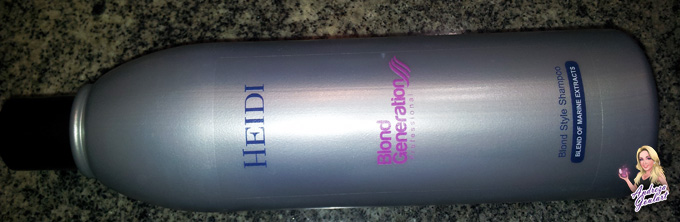 HEIDI
Blond
Generation
Professional
Blond Style Shampoo
BLEND OF MARINE EXTRACTS
Andreza
Goulart